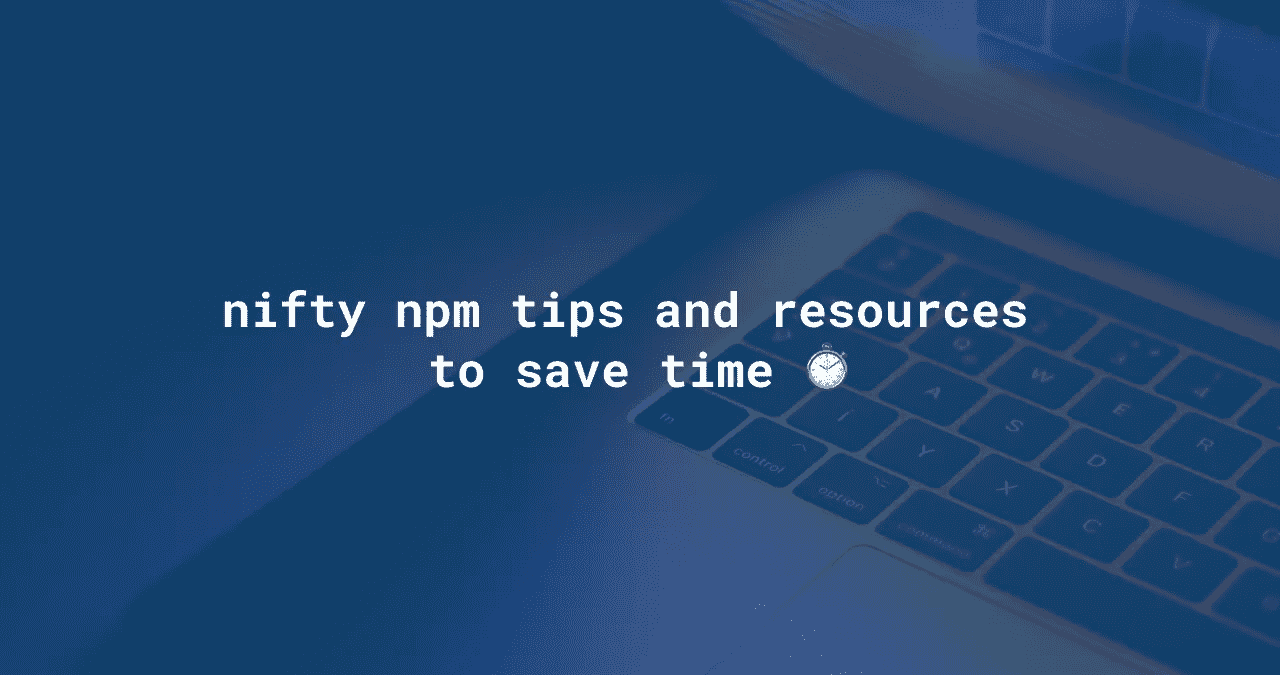 nifty npm tips and resources
to save time ⏱
Q W E R
A S D F
Y X C V
fn control option command